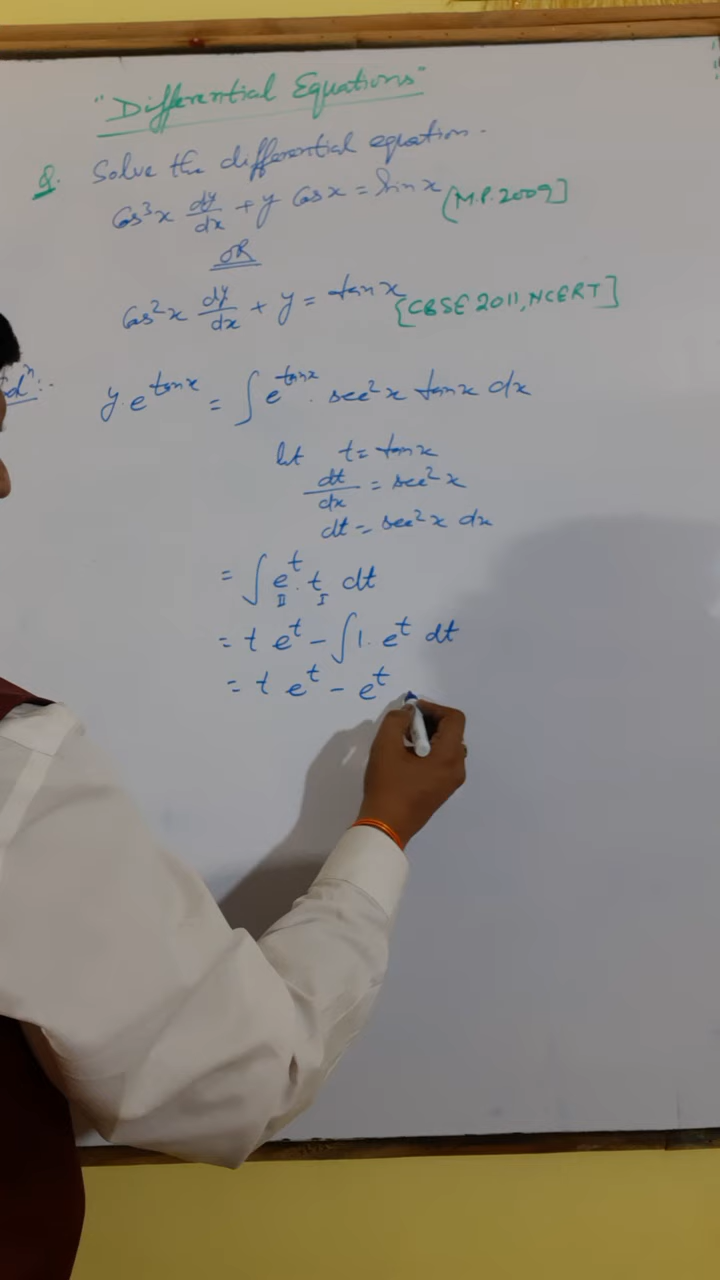 "Differential Equations"
Q. Solve the differential equation.
Cos³x dy/dx + y Cos x = sin x [M.P. 2009]
OR
Cos²x dy/dx + y = tan x [CBSE 2011, NCERT]
y.e^tanx = ∫ e^tanx . sec²x tanx dx
let t = tanx
dt/dx = sec²x
dt = sec²x dx
= ∫ e^t . t dt
II I
= t e^t - ∫ 1. e^t dt
= t e^t - e^t